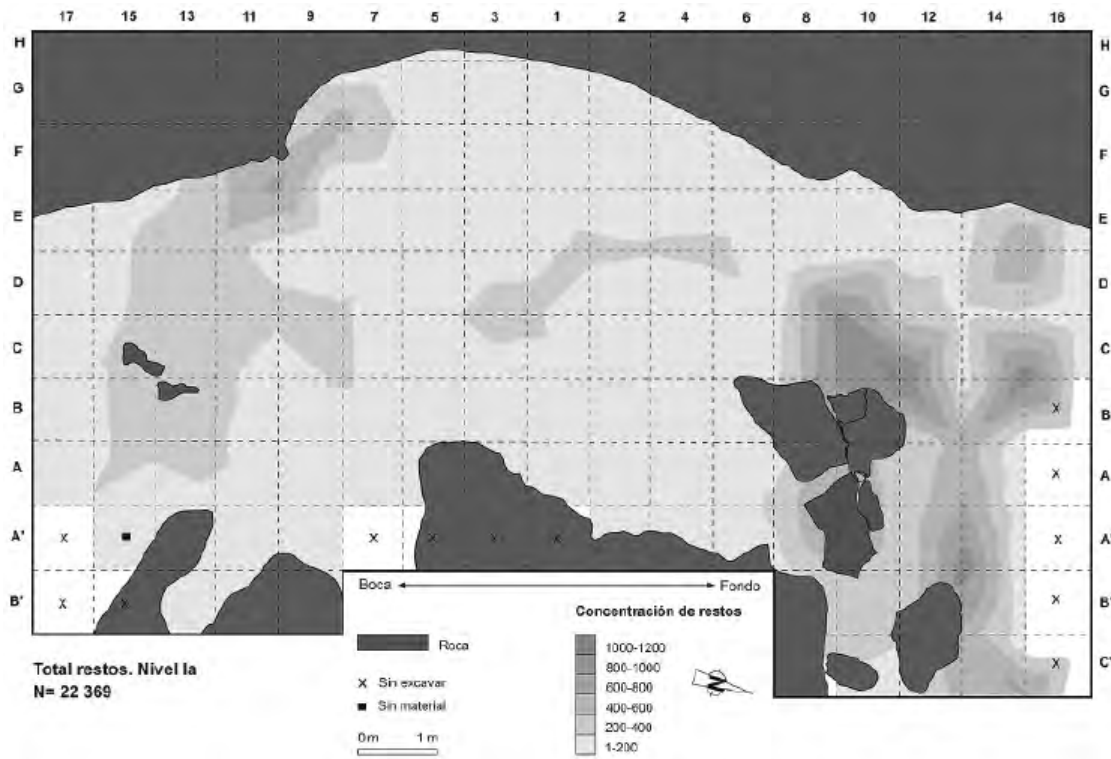 17 15 13 11 9 7 5 3 1 2 4 6 8 10 12 14 16
H H
G G
F F
E E
D D
C C
B B
A A
A' A'
B' B'
C'
Boca Fondo
Concentración de restos
Roca
1000-1200
800-1000
600-800
400-600
200-400
1-200
X Sin excavar
Sin material
N
0m 1 m
Total restos. Nivel Ia
N= 22 369